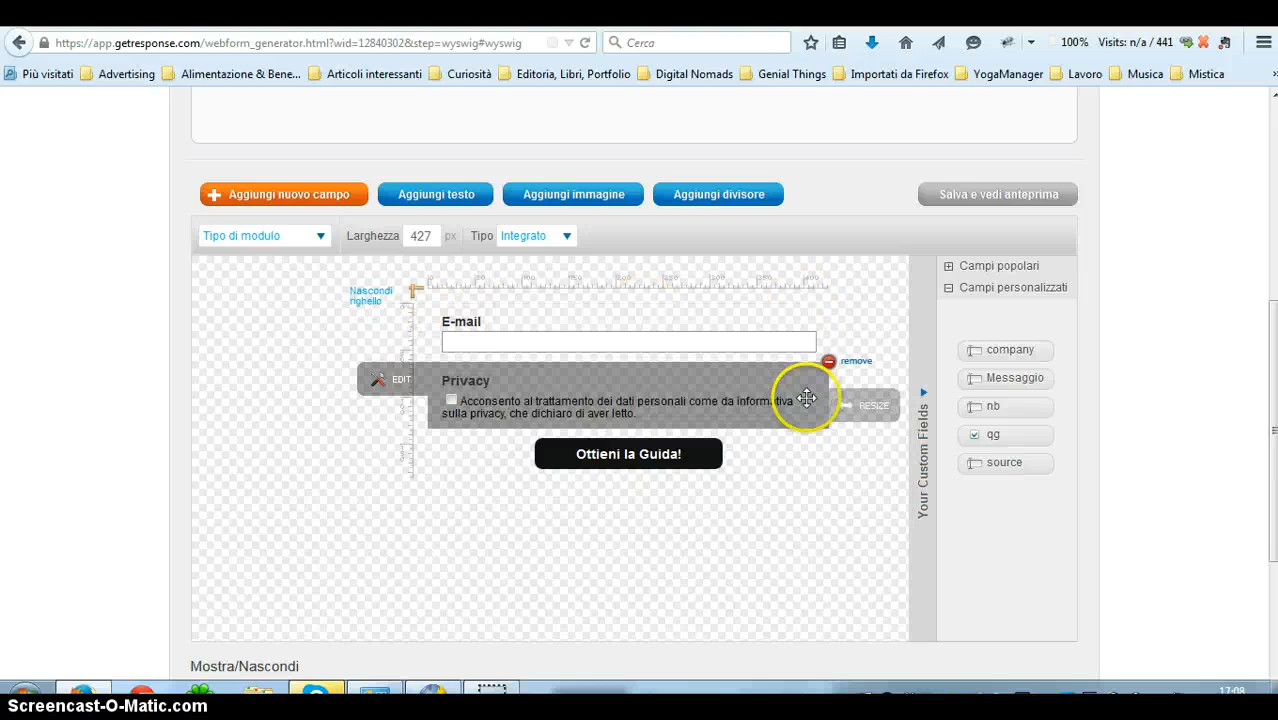 https://app.getresponse.com/webform_generator.html?wid=12840302&step=wyswig#wyswig
Cerca
100%
Visits: n/a / 441
Più visitati
Advertising
Alimentazione & Bene...
Articoli interessanti
Curiosità
Editoria, Libri, Portfolio
Digital Nomads
Genial Things
Importati da Firefox
YogaManager
Lavoro
Musica
Mistica
Aggiungi nuovo campo
Aggiungi testo
Aggiungi immagine
Aggiungi divisore
Salva e vedi anteprima
Tipo di modulo
Larghezza
427
px
Tipo
Integrato
Campi popolari
Campi personalizzati
Nascondi
righello
E-mail
remove
EDIT
Privacy
Acconsento al trattamento dei dati personali come da informativa
sulla privacy, che dichiaro di aver letto.
RESIZE
Ottieni la Guida!
Your Custom Fields
company
Messaggio
nb
qg
source
Mostra/Nascondi
17:08
Screencast-O-Matic.com